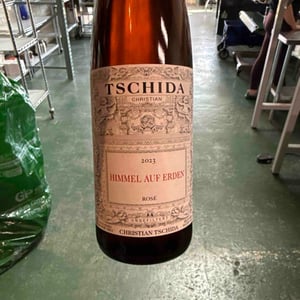 TSCHIDA
CHRISTIAN
2023
HIMMEL AUF ERDEN
ROSÉ
CHRISTIAN TSCHIDA